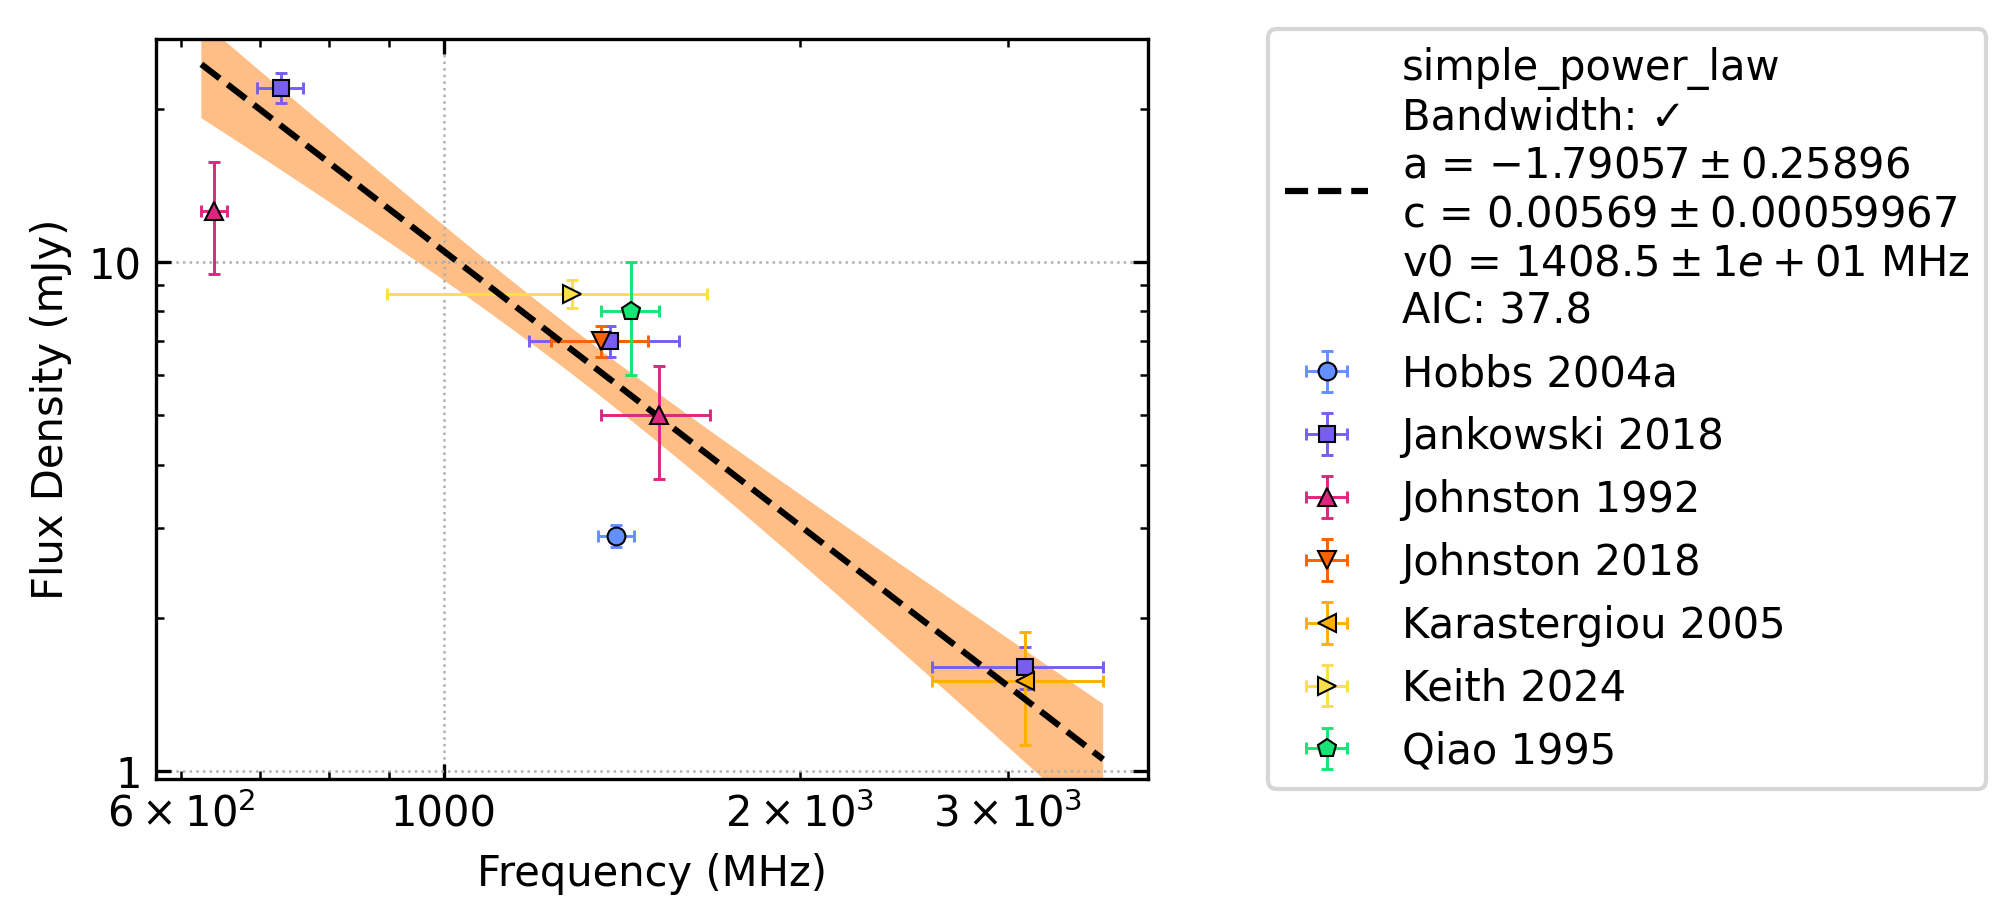 Flux Density (mJy)
10
1
6 × 10²
1000
2 × 10³
3 × 10³
Frequency (MHz)
simple_power_law
Bandwidth: ✓
a = −1.79057 ± 0.25896
c = 0.00569 ± 0.00059967
v0 = 1408.5 ± 1e + 01 MHz
AIC: 37.8
Hobbs 2004a
Jankowski 2018
Johnston 1992
Johnston 2018
Karastergiou 2005
Keith 2024
Qiao 1995